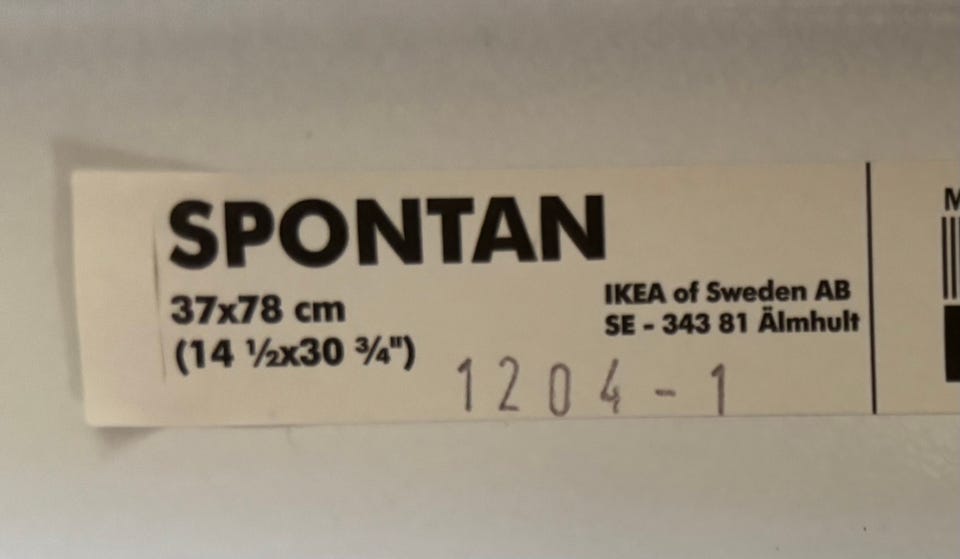 SPONTAN
37x78 cm
(14 ½x30 ¾")
IKEA of Sweden AB
SE - 343 81 Älmhult
1204-1
M